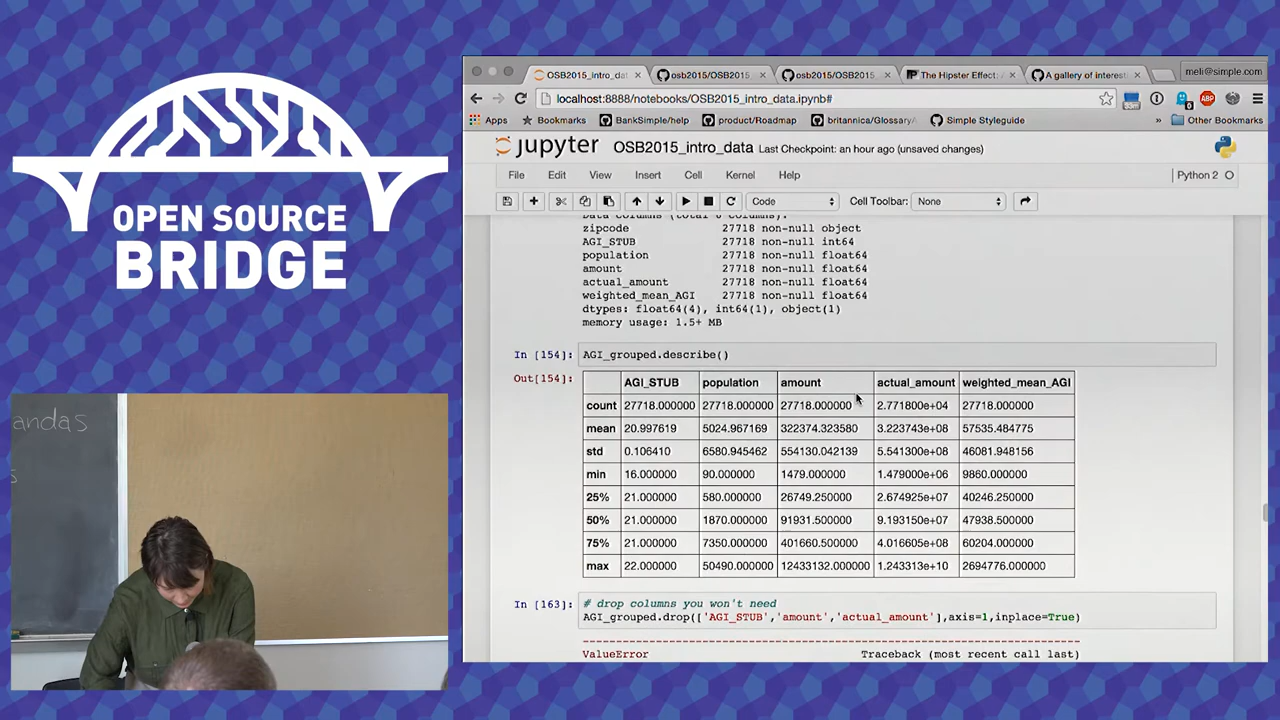 OPEN SOURCE
BRIDGE
andas
s
OSB2015_intro_da
osb2015/OSB2015
osb2015/OSB2015
The Hipster Effect: A
A gallery of interest
meli@simple.com
localhost:8888/notebooks/OSB2015_intro_data.ipynb#
Apps Bookmarks BankSimple/help product/Roadmap britannica/Glossary Simple Styleguide » Other Bookmarks
jupyter OSB2015_intro_data Last Checkpoint: an hour ago (unsaved changes)
File Edit View Insert Cell Kernel Help Python 2
Code Cell Toolbar: None
Data columns (total 6 columns):
zipcode 27718 non-null object
AGI_STUB 27718 non-null int64
population 27718 non-null float64
amount 27718 non-null float64
actual_amount 27718 non-null float64
weighted_mean_AGI 27718 non-null float64
dtypes: float64(4), int64(1), object(1)
memory usage: 1.5+ MB
In [154]: AGI_grouped.describe()
Out[154]: AGI_STUB population amount actual_amount weighted_mean_AGI
count 27718.000000 27718.000000 27718.000000 2.771800e+04 27718.000000
mean 20.997619 5024.967169 322374.323580 3.223743e+08 57535.484775
std 0.106410 6580.945462 554130.042139 5.541300e+08 46081.948156
min 16.000000 90.000000 1479.000000 1.479000e+06 9860.000000
25% 21.000000 580.000000 26749.250000 2.674925e+07 40246.250000
50% 21.000000 1870.000000 91931.500000 9.193150e+07 47938.500000
75% 21.000000 7350.000000 401660.500000 4.016605e+08 60204.000000
max 22.000000 50490.000000 12433132.000000 1.243313e+10 2694776.000000
In [163]: # drop columns you won't need
AGI_grouped.drop(['AGI_STUB','amount','actual_amount'],axis=1,inplace=True)
ValueError Traceback (most recent call last)